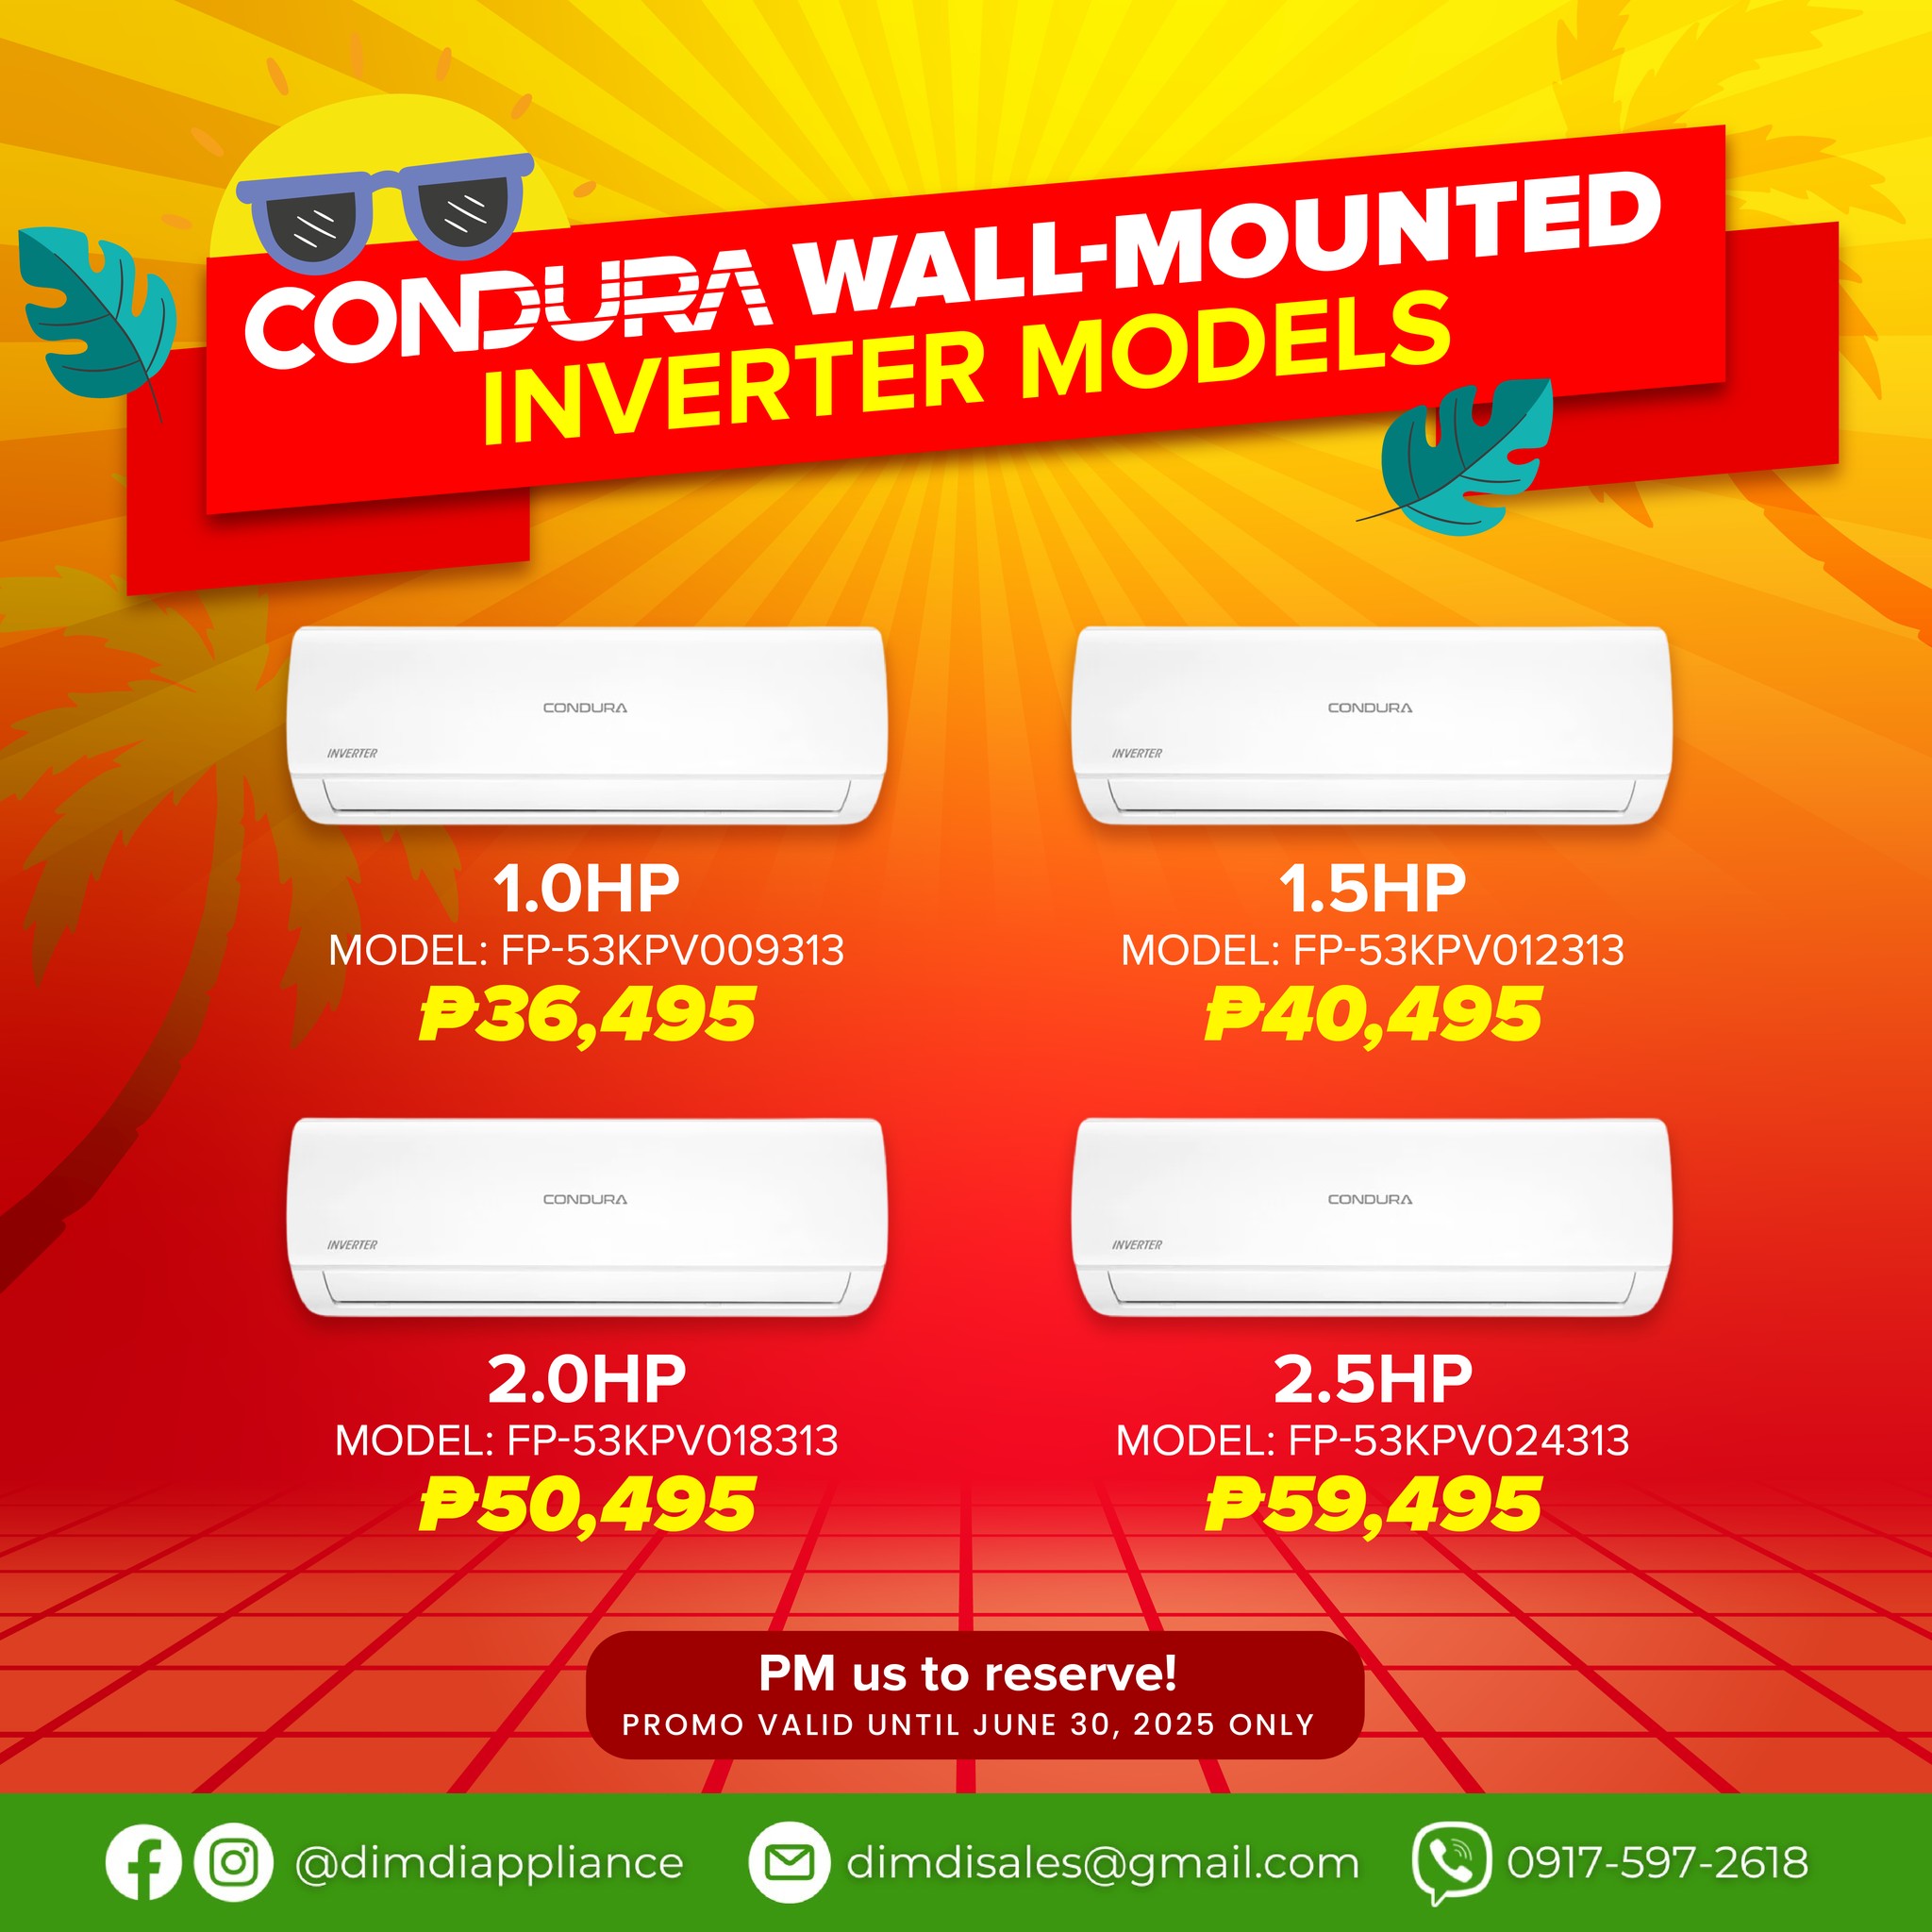 CONDURA WALL-MOUNTED
INVERTER MODELS
CONDURA
INVERTER
1.0HP
MODEL: FP-53KPV009313
₱36,495
CONDURA
INVERTER
1.5HP
MODEL: FP-53KPV012313
₱40,495
CONDURA
INVERTER
2.0HP
MODEL: FP-53KPV018313
₱50,495
CONDURA
INVERTER
2.5HP
MODEL: FP-53KPV024313
₱59,495
PM us to reserve!
PROMO VALID UNTIL JUNE 30, 2025 ONLY
@dimdiappliance dimdisales@gmail.com 0917-597-2618